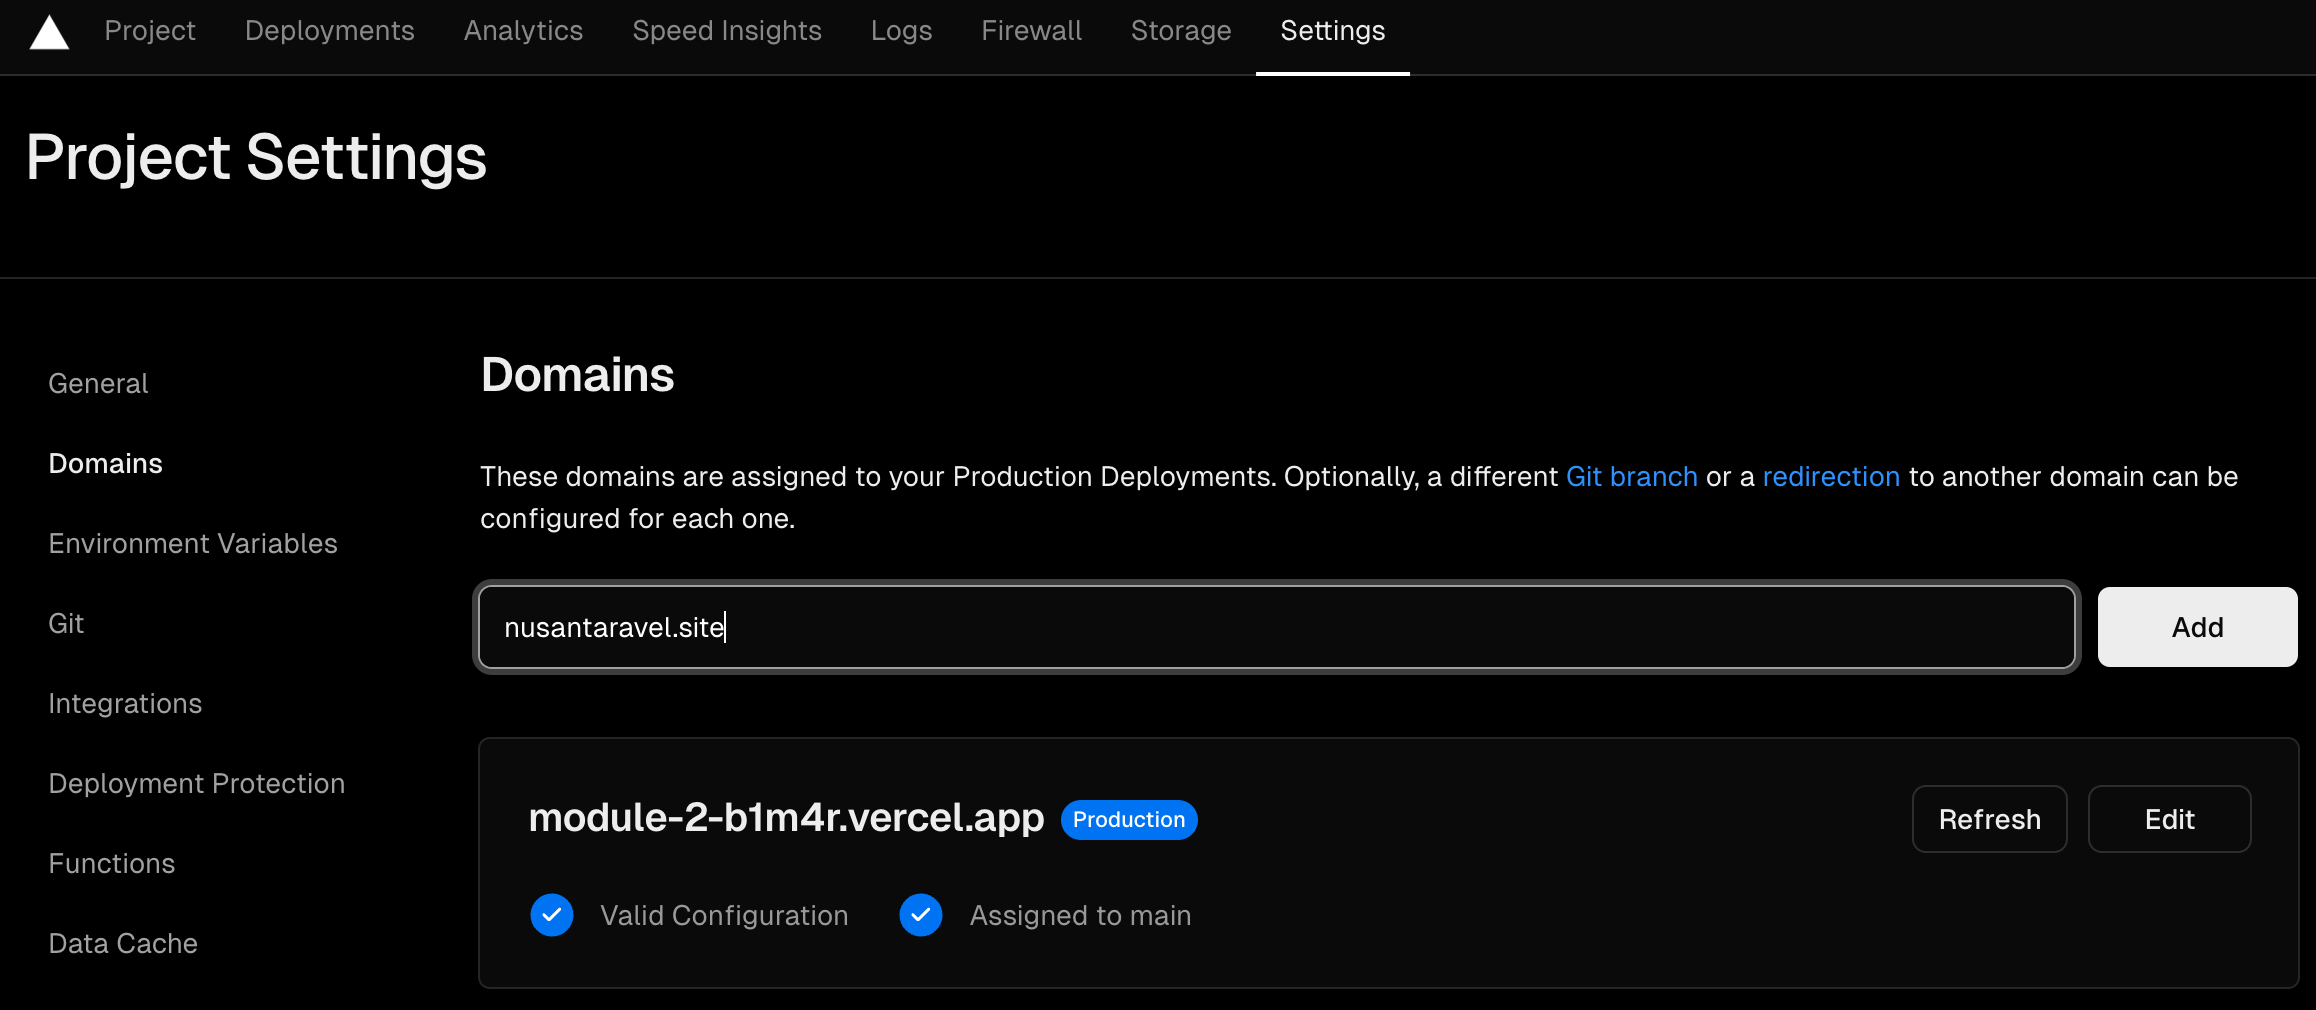 Project Deployments Analytics Speed Insights Logs Firewall Storage Settings
Project Settings
General
Domains
Environment Variables
Git
Integrations
Deployment Protection
Functions
Data Cache
Domains
These domains are assigned to your Production Deployments. Optionally, a different Git branch or a redirection to another domain can be
configured for each one.
nusantaravel.site
Add
module-2-b1m4r.vercel.app Production
Refresh Edit
Valid Configuration Assigned to main